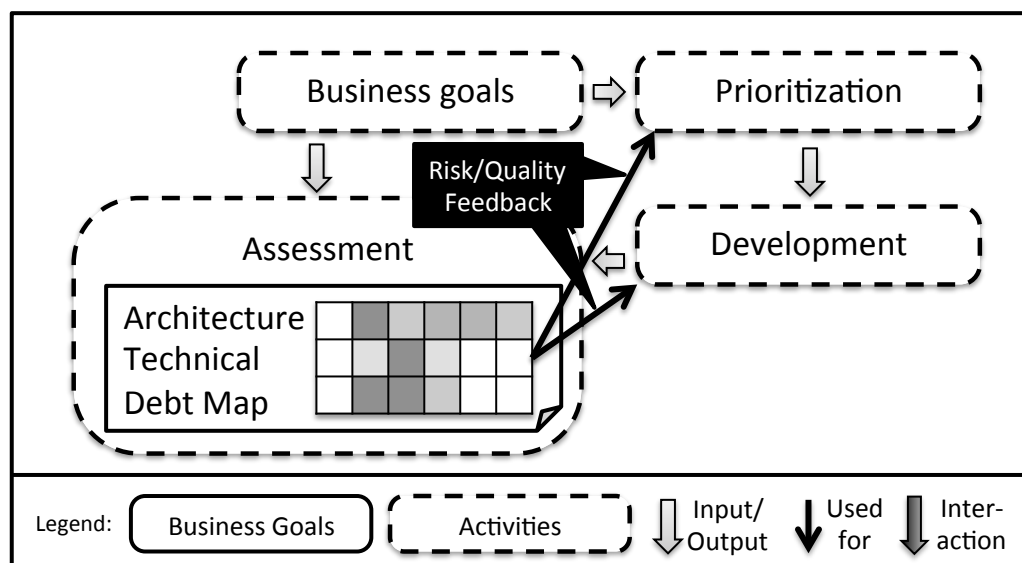 Business goals
Prioritization
Risk/Quality
Feedback
Assessment
Development
Architecture
Technical
Debt Map
Legend:
Business Goals
Activities
Input/
Output
Used
for
Inter-
action